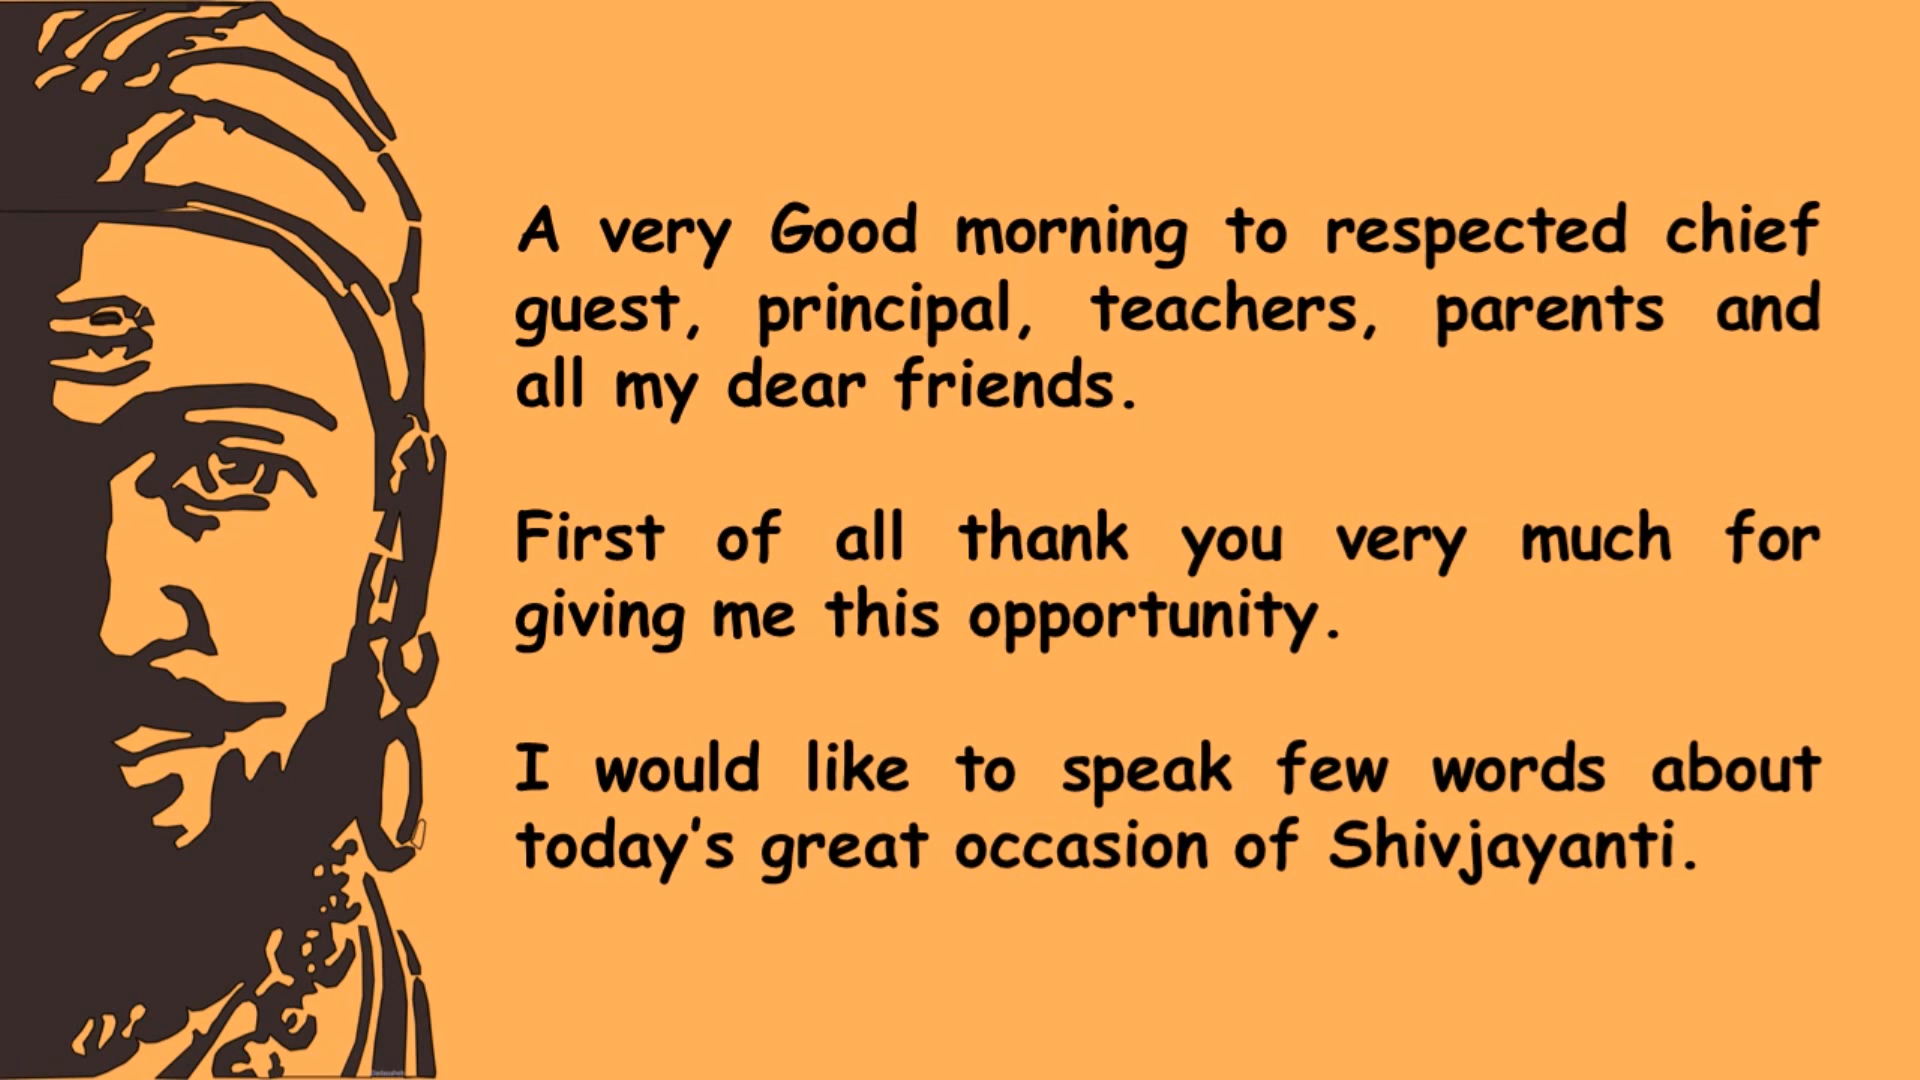 A very Good morning to respected chief
guest, principal, teachers, parents and
all my dear friends.
First of all thank you very much for
giving me this opportunity.
I would like to speak few words about
today's great occasion of Shivjayanti.